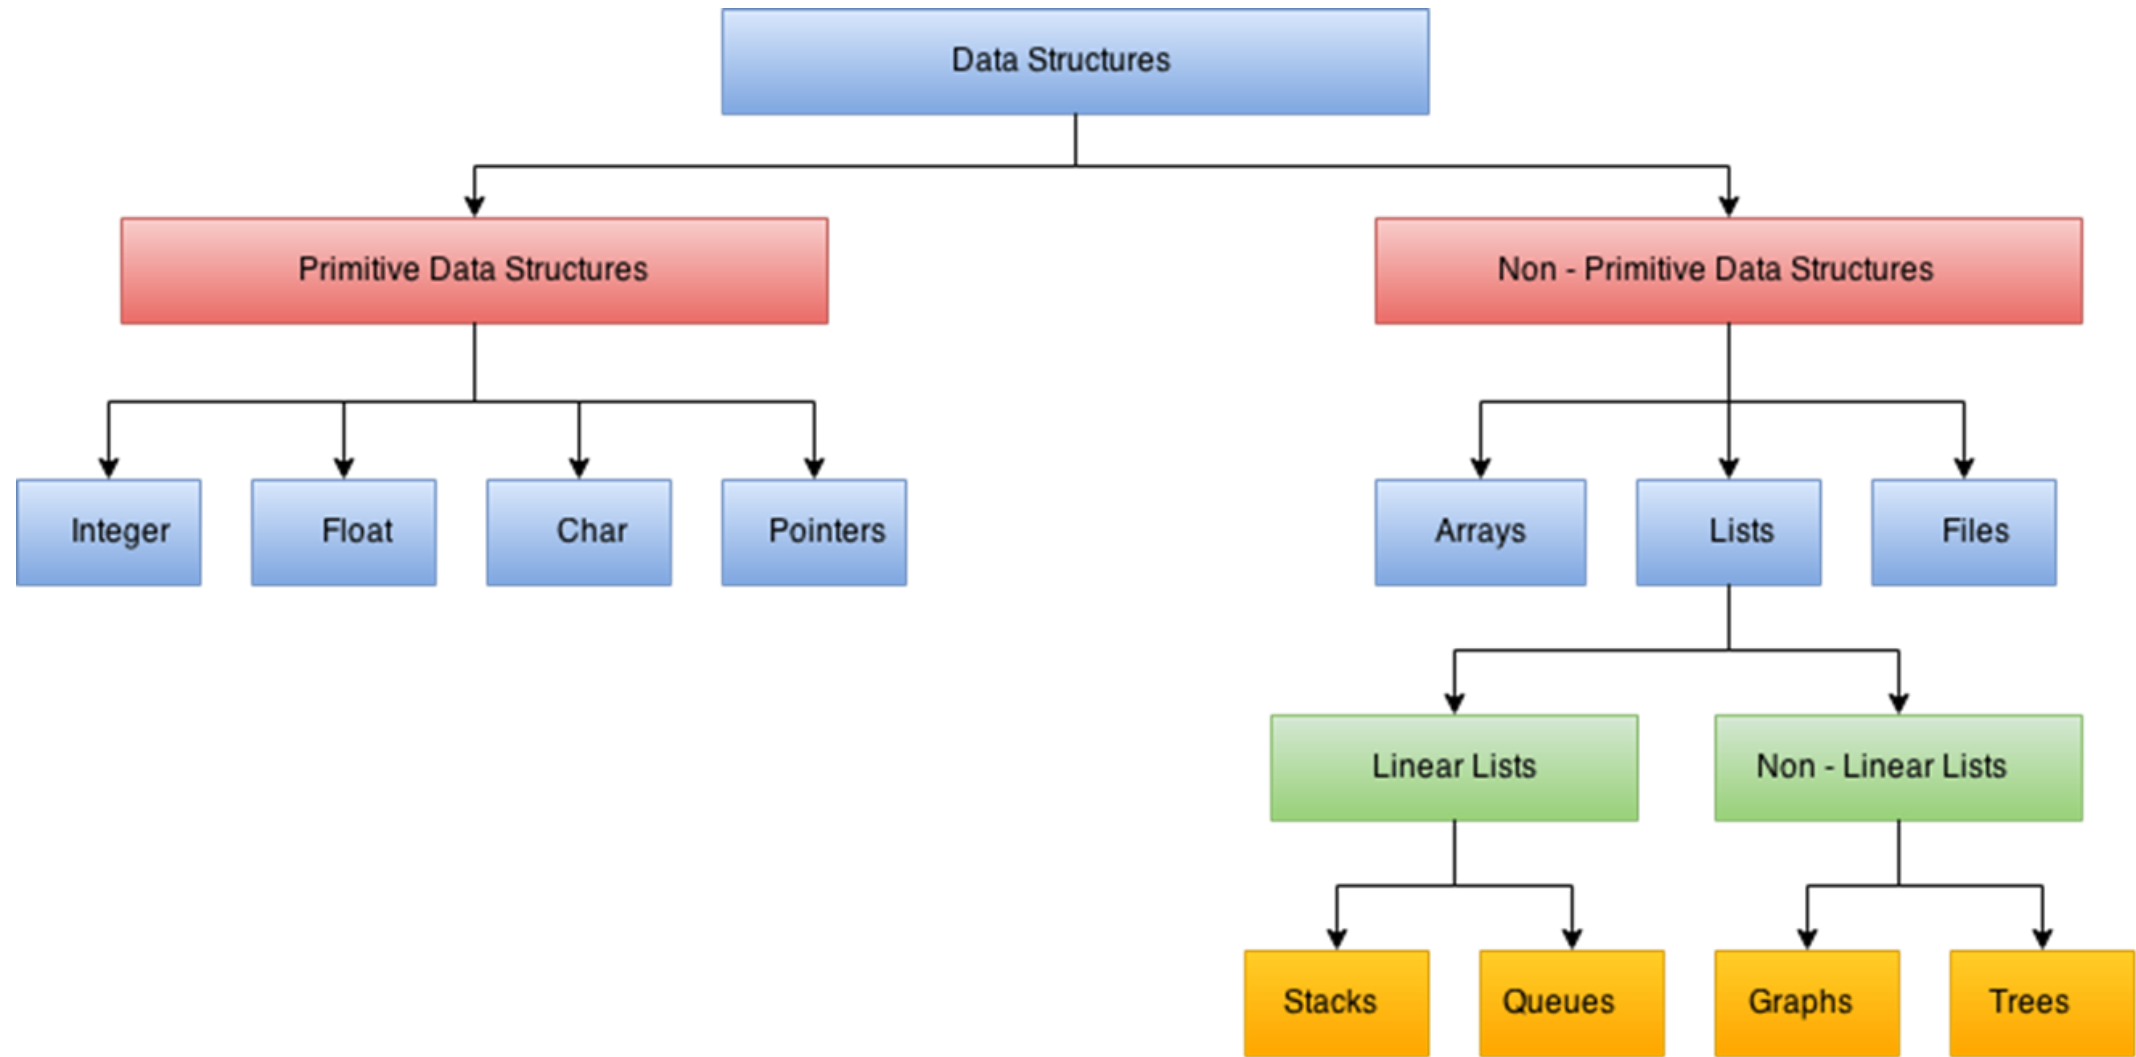 Data Structures
Primitive Data Structures
Non - Primitive Data Structures
Integer
Float
Char
Pointers
Arrays
Lists
Files
Linear Lists
Non - Linear Lists
Stacks
Queues
Graphs
Trees